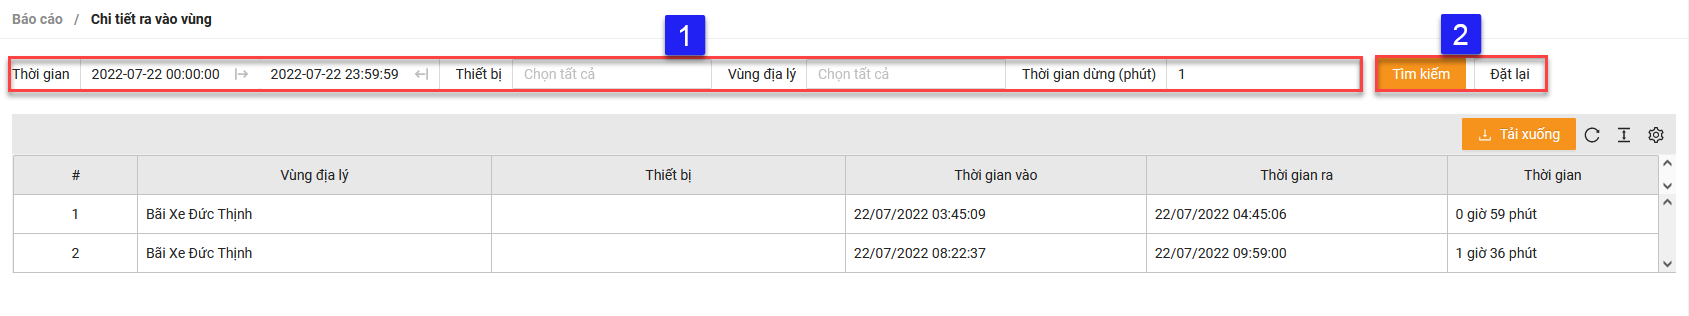 Báo cáo / Chi tiết ra vào vùng
1 2
Thời gian 2022-07-22 00:00:00 2022-07-22 23:59:59 Thiết bị Chọn tất cả Vùng địa lý Chọn tất cả Thời gian dừng (phút) 1 Tìm kiếm Đặt lại
Tải xuống
# Vùng địa lý Thiết bị Thời gian vào Thời gian ra Thời gian
1 Bãi Xe Đức Thịnh 22/07/2022 03:45:09 22/07/2022 04:45:06 0 giờ 59 phút
2 Bãi Xe Đức Thịnh 22/07/2022 08:22:37 22/07/2022 09:59:00 1 giờ 36 phút